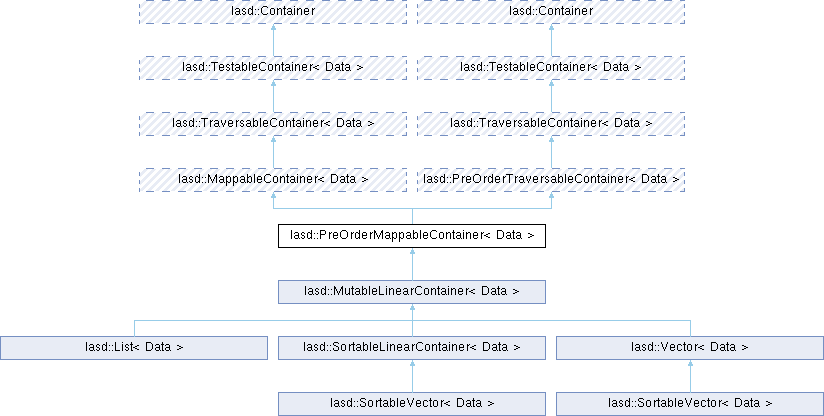 lasd::Container
lasd::Container
lasd::TestableContainer< Data >
lasd::TestableContainer< Data >
lasd::TraversableContainer< Data >
lasd::TraversableContainer< Data >
lasd::MappableContainer< Data >
lasd::PreOrderTraversableContainer< Data >
lasd::PreOrderMappableContainer< Data >
lasd::MutableLinearContainer< Data >
lasd::List< Data >
lasd::SortableLinearContainer< Data >
lasd::Vector< Data >
lasd::SortableVector< Data >
lasd::SortableVector< Data >